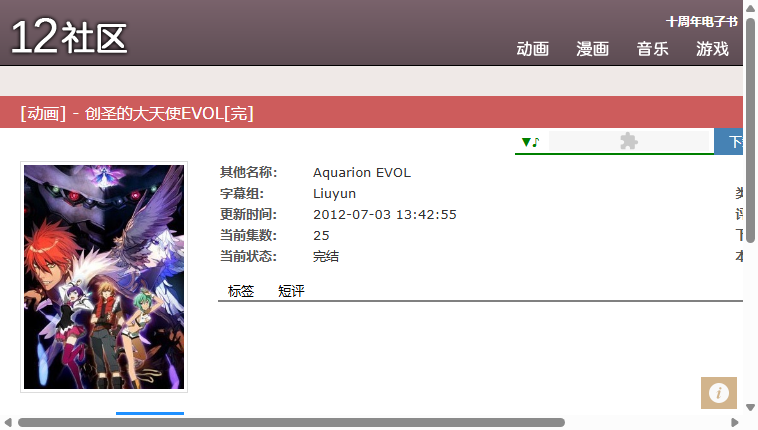 12社区
十周年电子书
动画 漫画 音乐 游戏
[动画] - 创圣的大天使EVOL[完]
▼♪
其他名称: Aquarion EVOL
字幕组: Liuyun
更新时间: 2012-07-03 13:42:55
当前集数: 25
当前状态: 完结
标签 短评